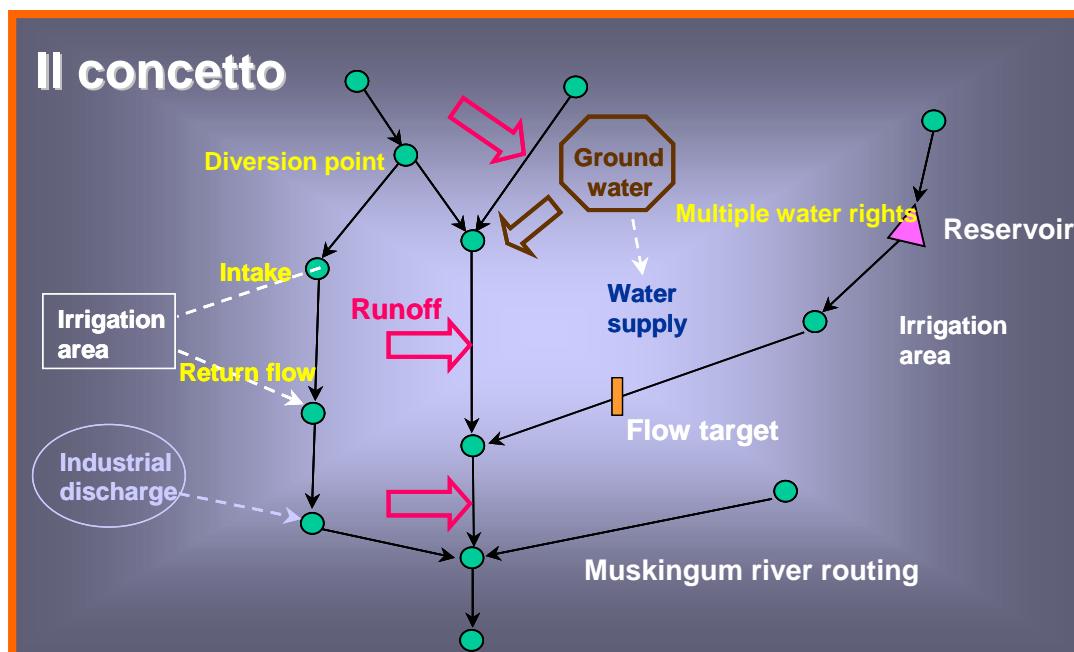 Il concetto
Diversion point
Ground
water
Multiple water rights
Reservoir
Intake
Water
supply
Irrigation
area
Runoff
Irrigation
area
Return flow
Flow target
Industrial
discharge
Muskingum river routing